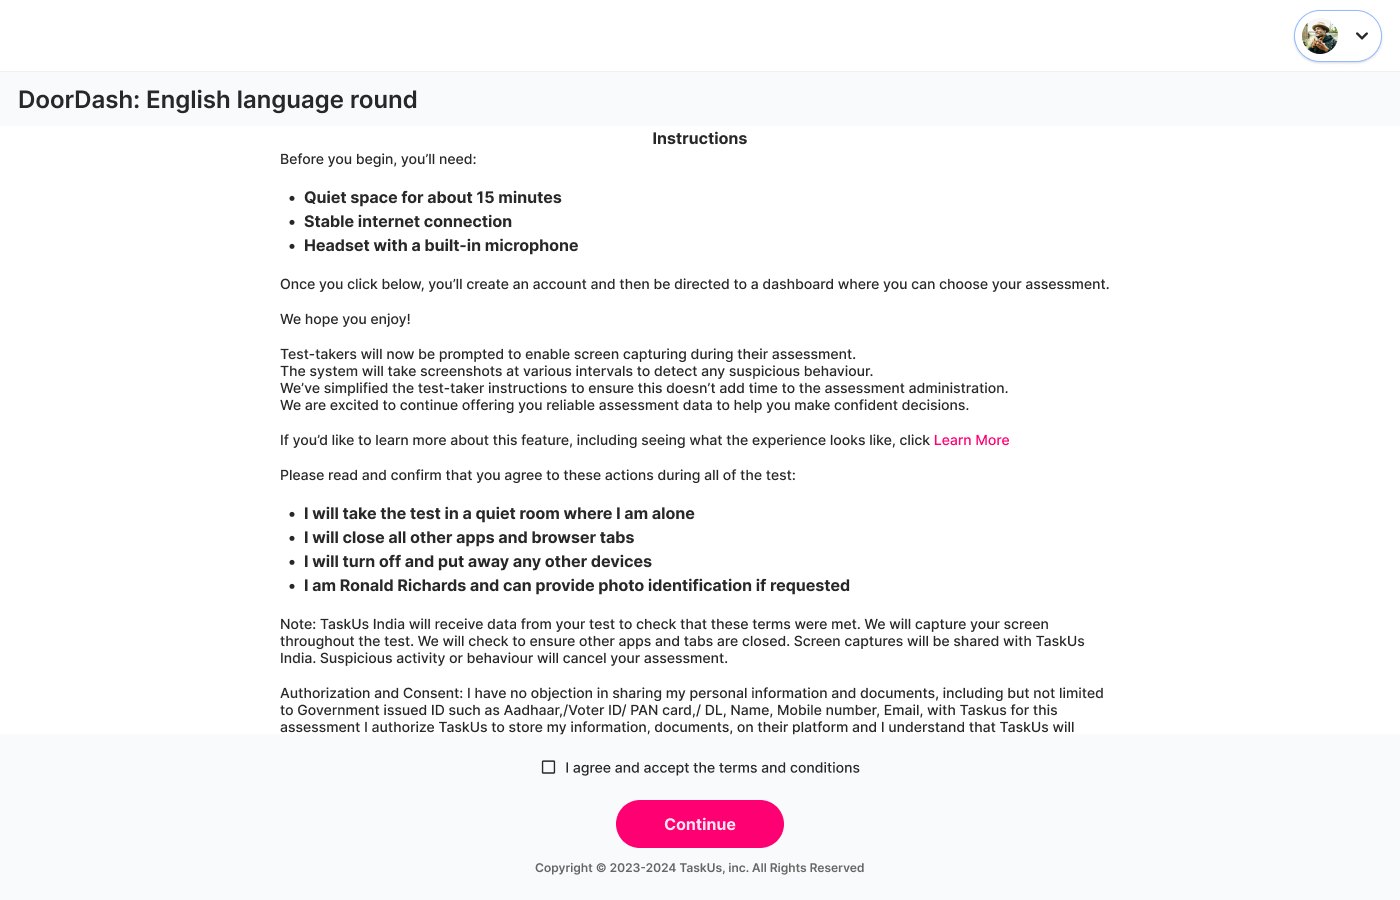 DoorDash: English language round
Instructions
Before you begin, you’ll need:
• Quiet space for about 15 minutes
• Stable internet connection
• Headset with a built-in microphone
Once you click below, you’ll create an account and then be directed to a dashboard where you can choose your assessment.
We hope you enjoy!
Test-takers will now be prompted to enable screen capturing during their assessment.
The system will take screenshots at various intervals to detect any suspicious behaviour.
We’ve simplified the test-taker instructions to ensure this doesn’t add time to the assessment administration.
We are excited to continue offering you reliable assessment data to help you make confident decisions.
If you’d like to learn more about this feature, including seeing what the experience looks like, click Learn More
Please read and confirm that you agree to these actions during all of the test:
• I will take the test in a quiet room where I am alone
• I will close all other apps and browser tabs
• I will turn off and put away any other devices
• I am Ronald Richards and can provide photo identification if requested
Note: TaskUs India will receive data from your test to check that these terms were met. We will capture your screen
throughout the test. We will check to ensure other apps and tabs are closed. Screen captures will be shared with TaskUs
India. Suspicious activity or behaviour will cancel your assessment.
Authorization and Consent: I have no objection in sharing my personal information and documents, including but not limited
to Government issued ID such as Aadhaar,/Voter ID/ PAN card,/ DL, Name, Mobile number, Email, with Taskus for this
assessment I authorize TaskUs to store my information, documents, on their platform and I understand that TaskUs will
I agree and accept the terms and conditions
Continue
Copyright © 2023-2024 TaskUs, inc. All Rights Reserved